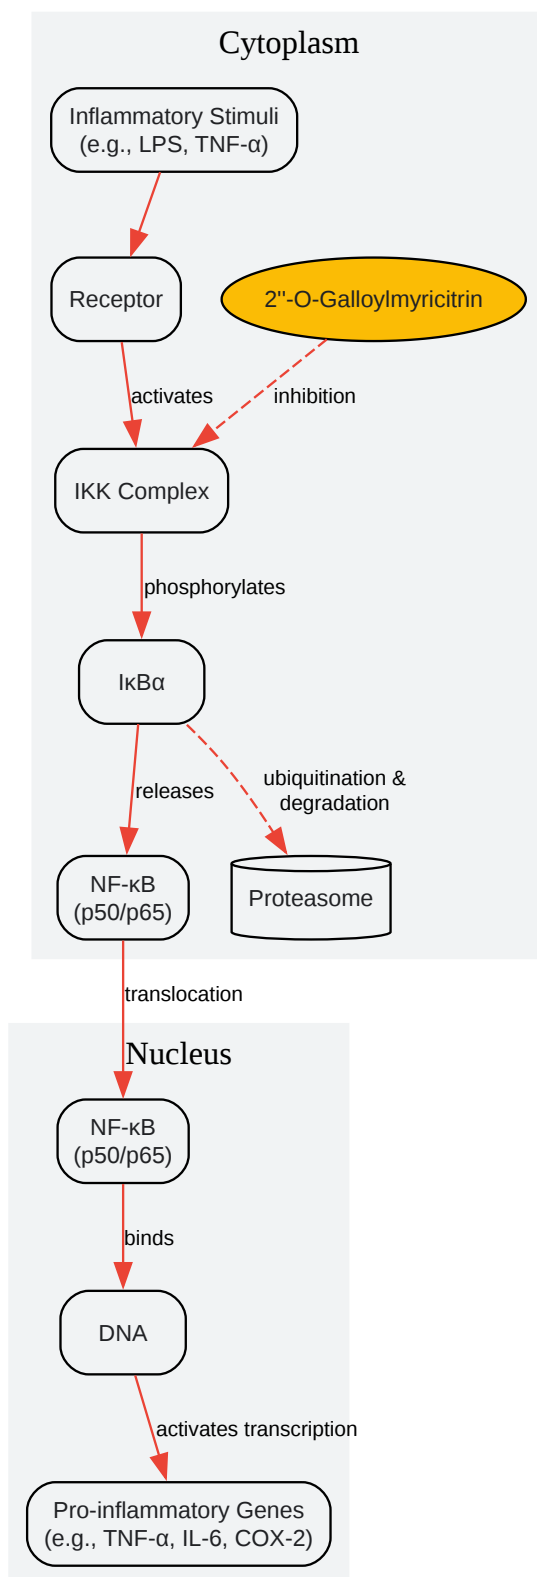 Cytoplasm
Inflammatory Stimuli
(e.g., LPS, TNF-α)
Receptor
2''-O-Galloylmyricitrin
activates
inhibition
IKK Complex
phosphorylates
IκBα
releases
ubiquitination &
degradation
NF-κB
(p50/p65)
Proteasome
translocation
Nucleus
NF-κB
(p50/p65)
binds
DNA
activates transcription
Pro-inflammatory Genes
(e.g., TNF-α, IL-6, COX-2)